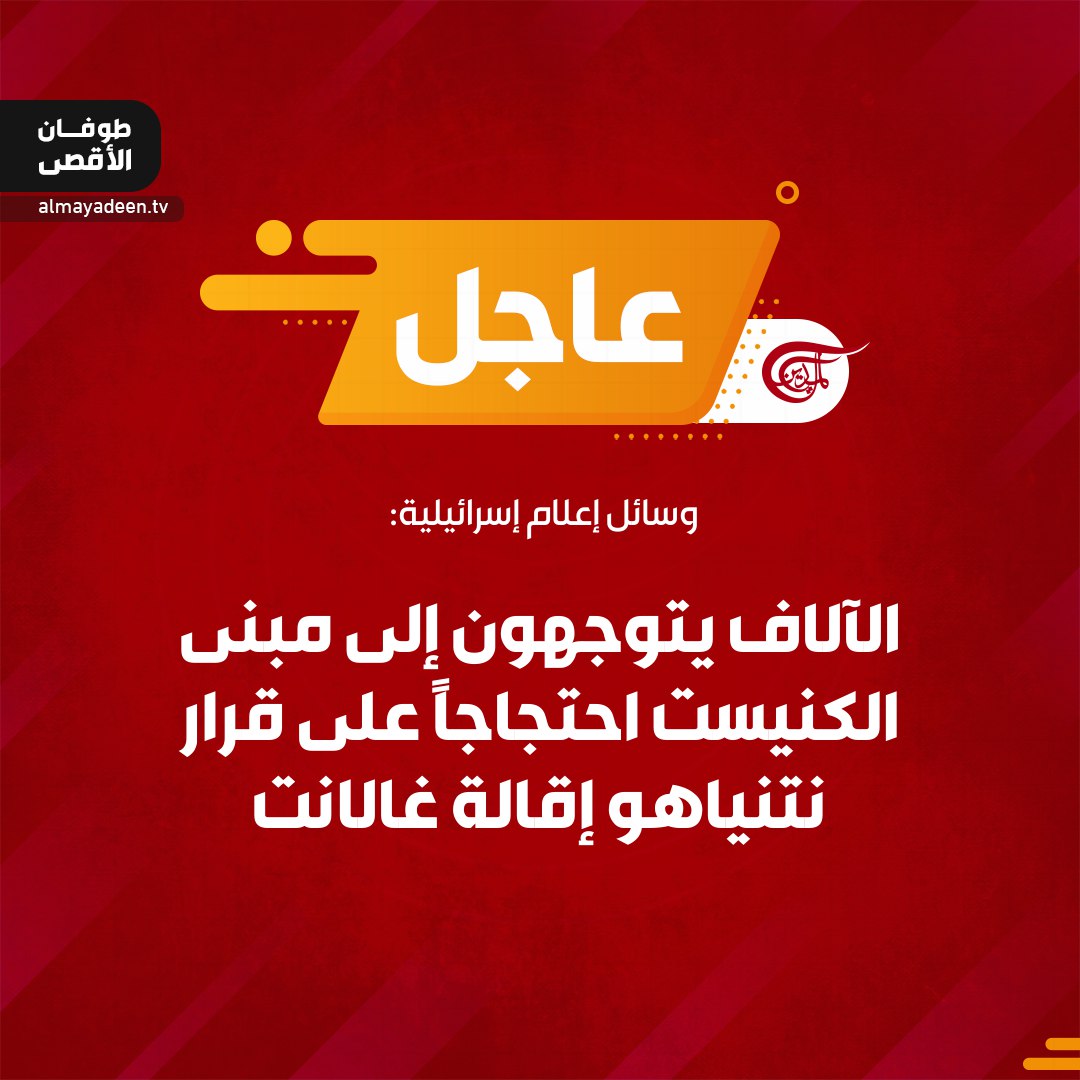 طوفان
الأقصى
almayadeen.tv
عاجل
الميادين
وسائل إعلام إسرائيلية:
الآلاف يتوجهون إلى مبنى
الكنيست احتجاجاً على قرار
نتنياهو إقالة غالانت